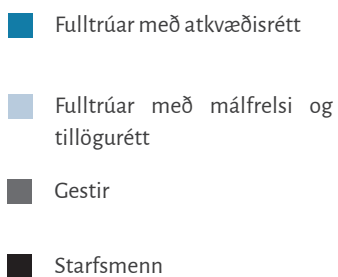 Fulltrúar með atkvæðisrétt
Fulltrúar með málfrelsi og
tillögurétt
Gestir
Starfsmenn